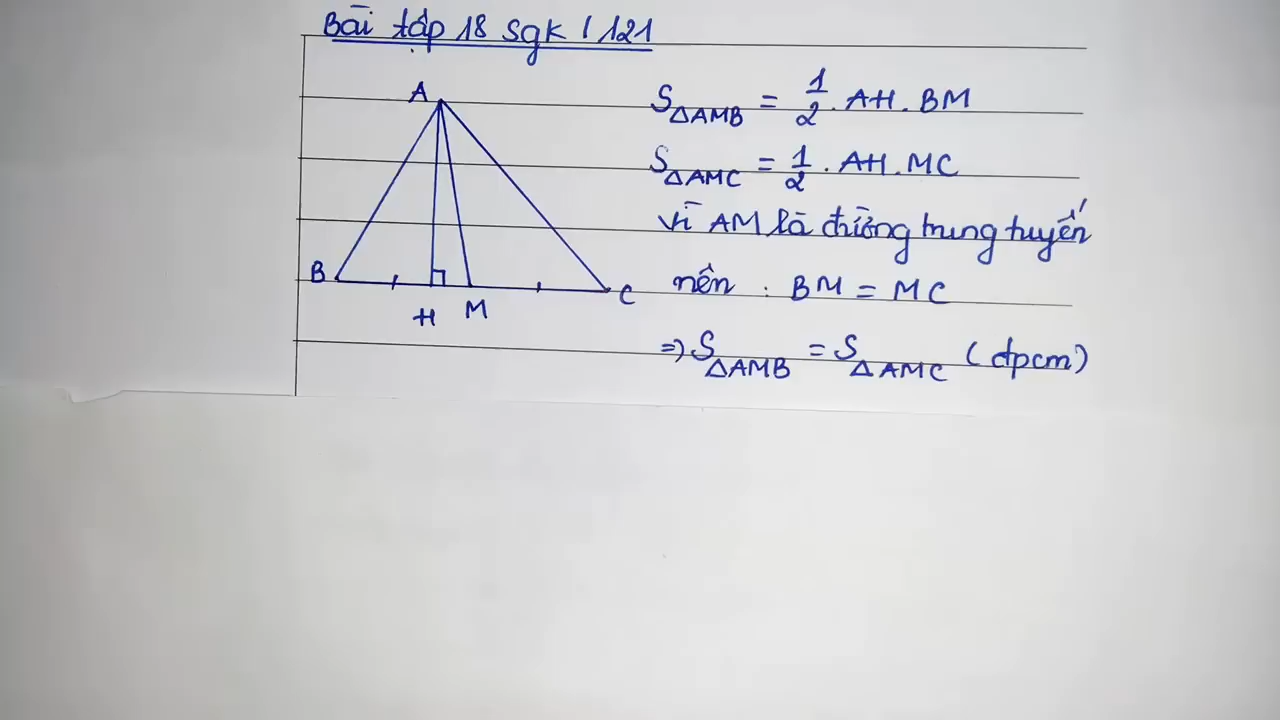 Bài tập 18 sgk / 121
A
B
H
M
C
S△AMB = 1/2 . AH . BM
S△AMC = 1/2 . AH . MC
Vì AM là đường trung tuyến
nên : BM = MC
=> S△AMB = S△AMC (đpcm)